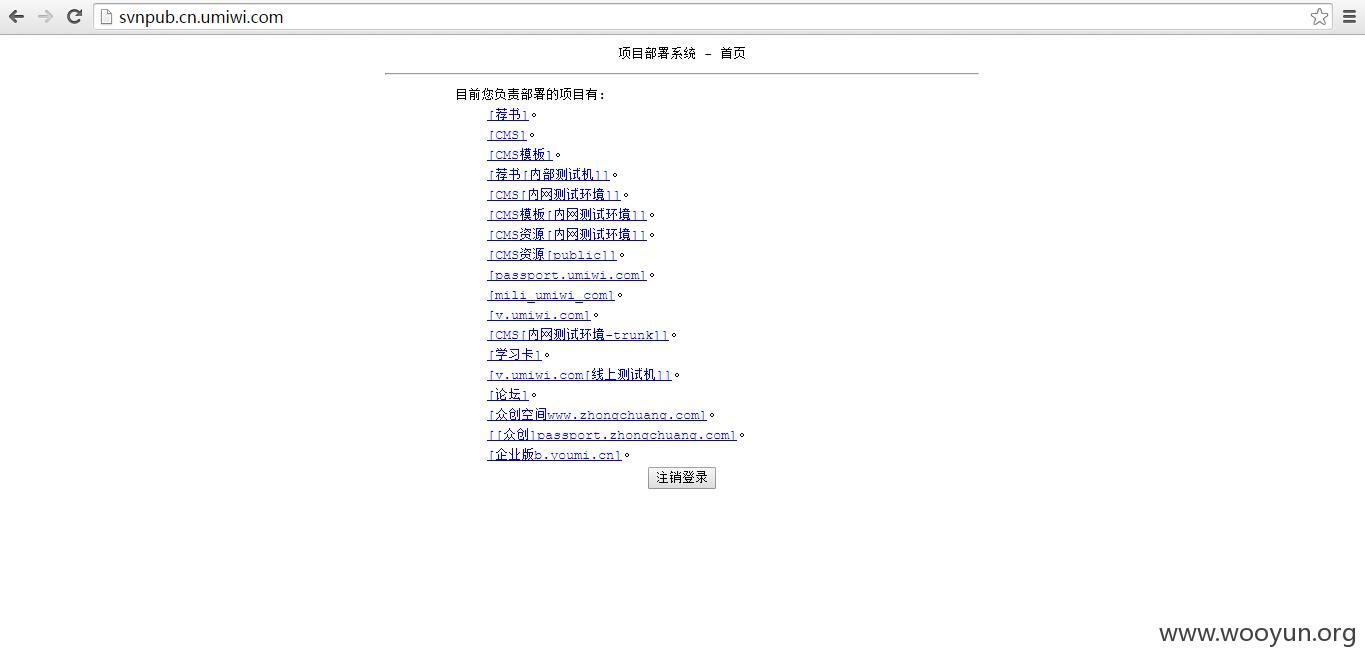 svnpub.cn.umiwi.com
项目部署系统 - 首页
目前您负责部署的项目有:
[荐书]。
[CMS]。
[CMS模板]。
[荐书[内部测试机]]。
[CMS[内网测试环境]]。
[CMS模板[内网测试环境]]。
[CMS资源[内网测试环境]]。
[CMS资源[public]]。
[passport.umiwi.com]。
[mili_umiwi_com]。
[v.umiwi.com]。
[CMS[内网测试环境-trunk]]。
[学习卡]。
[v.umiwi.com[线上测试机]]。
[论坛]。
[众创空间www.zhongchuang.com]。
[[众创]passport.zhongchuang.com]。
[企业版b.youmi.cn]。
注销登录
www.wooyun.org